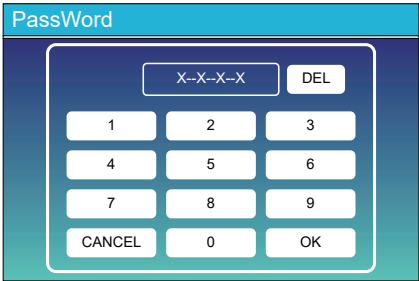 PassWord
X--X--X--X DEL
1 2 3
4 5 6
7 8 9
CANCEL 0 OK